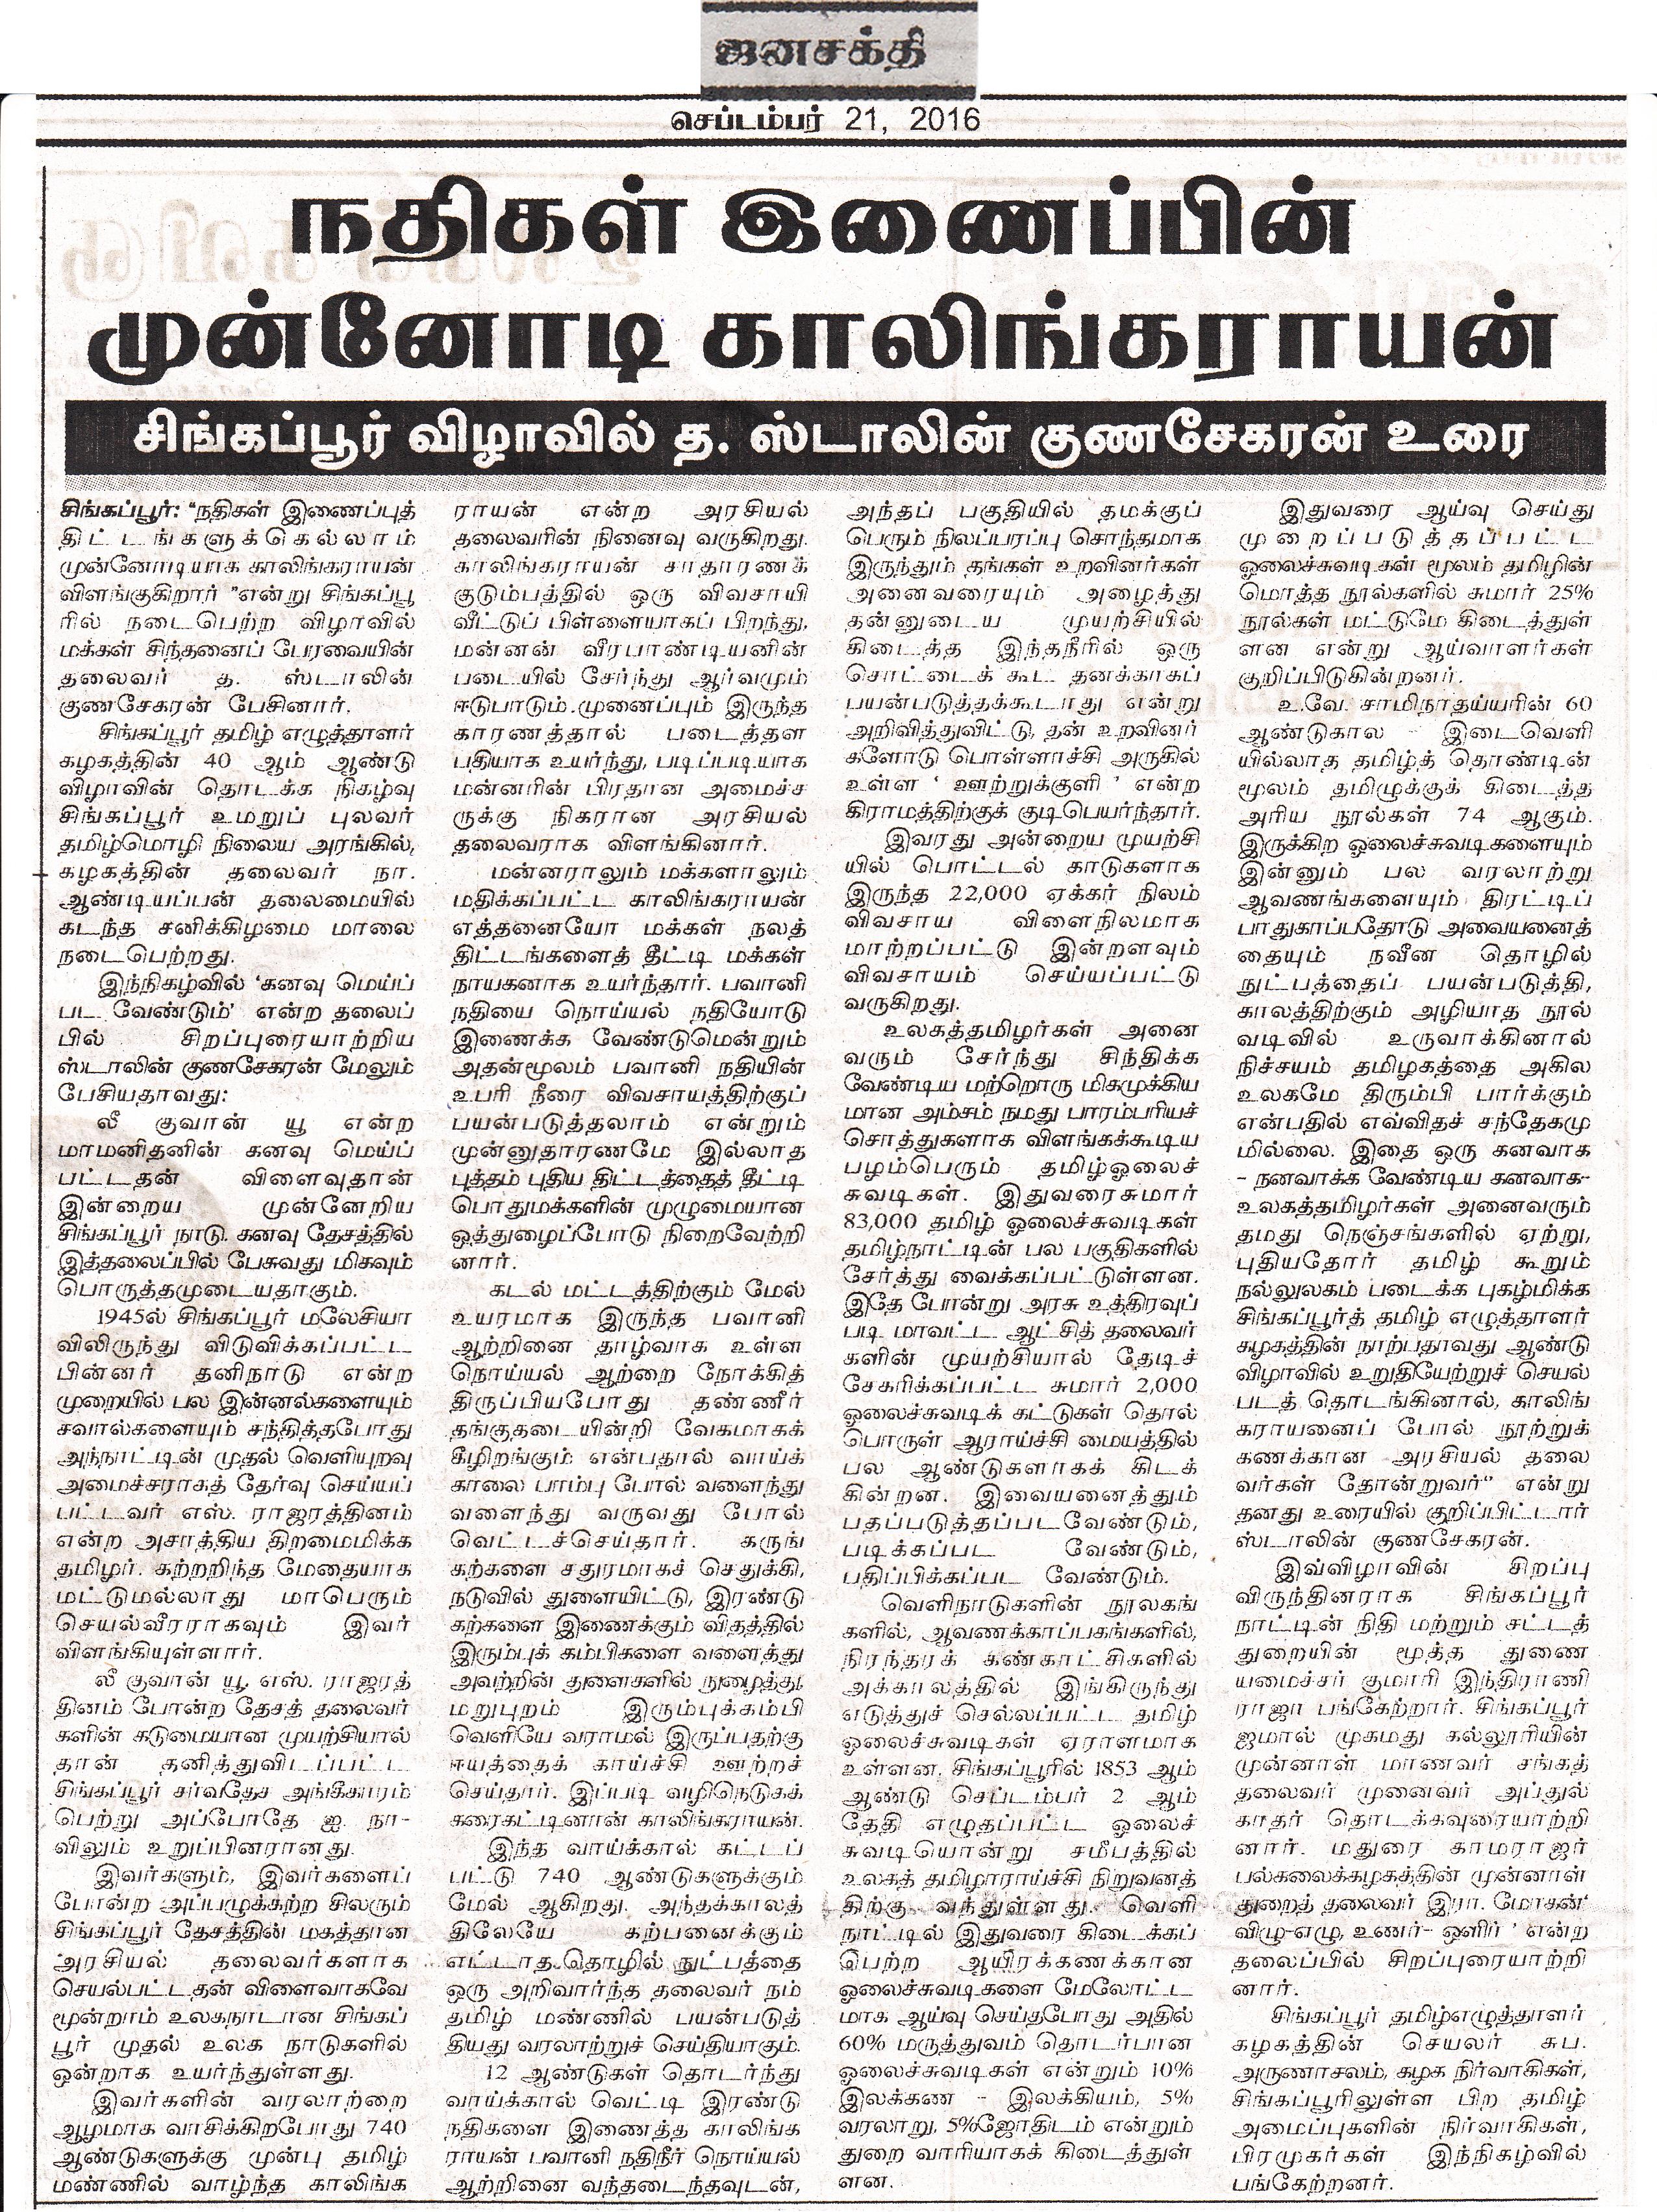 ஜனசக்தி
செப்டம்பர் 21, 2016
நதிகள் இணைப்பின்
முன்னோடி காலிங்கராயன்
சிங்கப்பூர் விழாவில் த. ஸ்டாலின் குணசேகரன் உரை
சிங்கப்பூர்: "நதிகள் இணைப்புத்
திட்டங்களுக்கெல்லாம்
முன்னோடியாக காலிங்கராயன்
விளங்குகிறார் "என்று சிங்கப்பூ
ரில் நடைபெற்ற விழாவில்
மக்கள் சிந்தனைப் பேரவையின்
தலைவர் த. ஸ்டாலின்
குணசேகரன் பேசினார்.
சிங்கப்பூர் தமிழ் எழுத்தாளர்
கழகத்தின் 40 ஆம் ஆண்டு
விழாவின் தொடக்க நிகழ்வு
சிங்கப்பூர் உமறுப் புலவர்
தமிழ்மொழி நிலைய அரங்கில்,
கழகத்தின் தலைவர் நா.
ஆண்டியப்பன் தலைமையில்
கடந்த சனிக்கிழமை மாலை
நடைபெற்றது.
இந்நிகழ்வில் 'கனவு மெய்ப்
பட வேண்டும்' என்ற தலைப்
பில் சிறப்புரையாற்றிய
ஸ்டாலின் குணசேகரன் மேலும்
பேசியதாவது:
லீ குவான் யூ என்ற
மாமனிதனின் கனவு மெய்ப்
பட்டதன் விளைவுதான்
இன்றைய முன்னேறிய
சிங்கப்பூர் நாடு. கனவு தேசத்தில்
இத்தலைப்பில் பேசுவது மிகவும்
பொருத்தமுடையதாகும்.
1945ல் சிங்கப்பூர் மலேசியா
விலிருந்து விடுவிக்கப்பட்ட
பின்னர் தனிநாடு என்ற
முறையில் பல இன்னல்களையும்
சவால்களையும் சந்தித்தபோது
அந்நாட்டின் முதல் வெளியுறவு
அமைச்சராகத் தேர்வு செய்யப்
பட்டவர் எஸ். ராஜரத்தினம்
என்ற அசாத்திய திறமைமிக்க
தமிழர். கற்றறிந்த மேதையாக
மட்டுமல்லாது மாபெரும்
செயல்வீரராகவும் இவர்
விளங்கியுள்ளார்.
லீ குவான் யூ, எஸ். ராஜரத்
தினம் போன்ற தேசத் தலைவர்
களின் கடுமையான முயற்சியால்
தான் தனித்துவிடப்பட்ட
சிங்கப்பூர் சர்வதேச அங்கீகாரம்
பெற்று அப்போதே ஐ. நா-
விலும் உறுப்பினரானது.
இவர்களும், இவர்களைப்
போன்ற அப்பழுக்கற்ற சிலரும்
சிங்கப்பூர் தேசத்தின் மகத்தான
அரசியல் தலைவர்களாக
செயல்பட்டதன் விளைவாகவே
மூன்றாம் உலகநாடான சிங்கப்
பூர் முதல் உலக நாடுகளில்
ஒன்றாக உயர்ந்துள்ளது.
இவர்களின் வரலாற்றை
ஆழமாக வாசிக்கிறபோது 740
ஆண்டுகளுக்கு முன்பு தமிழ்
மண்ணில் வாழ்ந்த காலிங்க
ராயன் என்ற அரசியல்
தலைவரின் நினைவு வருகிறது.
காலிங்கராயன் சாதாரணக்
குடும்பத்தில் ஒரு விவசாயி
வீட்டுப் பிள்ளையாகப் பிறந்து,
மன்னன் வீரபாண்டியனின்
படையில் சேர்ந்து ஆர்வமும்
ஈடுபாடும் முனைப்பும் இருந்த
காரணத்தால் படைத்தள
பதியாக உயர்ந்து, படிப்படியாக
மன்னரின் பிரதான அமைச்ச
ருக்கு நிகரான அரசியல்
தலைவராக விளங்கினார்.
மன்னராலும் மக்களாலும்
மதிக்கப்பட்ட காலிங்கராயன்
எத்தனையோ மக்கள் நலத்
திட்டங்களைத் தீட்டி மக்கள்
நாயகனாக உயர்ந்தார். பவானி
நதியை நொய்யல் நதியோடு
இணைக்க வேண்டுமென்றும்
அதன்மூலம் பவானி நதியின்
உபரி நீரை விவசாயத்திற்குப்
பயன்படுத்தலாம் என்றும்
முன்னுதாரணமே இல்லாத
புத்தம் புதிய திட்டத்தைத் தீட்டி
பொதுமக்களின் முழுமையான
ஒத்துழைப்போடு நிறைவேற்றி
னார்.
கடல் மட்டத்திற்கும் மேல்
உயரமாக இருந்த பவானி
ஆற்றினை தாழ்வாக உள்ள
நொய்யல் ஆற்றை நோக்கித்
திருப்பியபோது தண்ணீர்
தங்குதடையின்றி வேகமாகக்
கீழிறங்கும் என்பதால் வாய்க்
காலை பாம்பு போல் வளைந்து
வளைந்து வருவது போல்
வெட்டச்செய்தார். கருங்
கற்களை சதுரமாகச் செதுக்கி,
நடுவில் துளையிட்டு, இரண்டு
கற்களை இணைக்கும் விதத்தில்
இரும்புக் கம்பிகளை வளைத்து
அவற்றின் துளைகளில் நுழைத்து,
மறுபுறம் இரும்புக்கம்பி
வெளியே வராமல் இருப்பதற்கு
ஈயத்தைக் காய்ச்சி ஊற்றச்
செய்தார். இப்படி வழிநெடுகக்
கரைகட்டினான் காலிங்கராயன்.
இந்த வாய்க்கால் கட்டப்
பட்டு 740 ஆண்டுகளுக்கும்
மேல் ஆகிறது. அந்தக்காலத்
திலேயே கற்பனைக்கும்
எட்டாத தொழில் நுட்பத்தை
ஒரு அறிவார்ந்த தலைவர் நம்
தமிழ் மண்ணில் பயன்படுத்
தியது வரலாற்றுச் செய்தியாகும்.
12 ஆண்டுகள் தொடர்ந்து
வாய்க்கால் வெட்டி இரண்டு
நதிகளை இணைத்த காலிங்க
ராயன் பவானி நதிநீர் நொய்யல்
ஆற்றினை வந்தடைந்தவுடன்,
அந்தப் பகுதியில் தமக்குப்
பெரும் நிலப்பரப்பு சொந்தமாக
இருந்தும் தங்கள் உறவினர்கள்
அனைவரையும் அழைத்து
தன்னுடைய முயற்சியில்
கிடைத்த இந்தநீரில் ஒரு
சொட்டைக் கூட தனக்காகப்
பயன்படுத்தக்கூடாது என்று
அறிவித்துவிட்டு, தன் உறவினர்
களோடு பொள்ளாச்சி அருகில்
உள்ள ' ஊற்றுக்குளி ' என்ற
கிராமத்திற்குக் குடிபெயர்ந்தார்.
இவரது அன்றைய முயற்சி
யில் பொட்டல் காடுகளாக
இருந்த 22,000 ஏக்கர் நிலம்
விவசாய விளைநிலமாக
மாற்றப்பட்டு இன்றளவும்
விவசாயம் செய்யப்பட்டு
வருகிறது.
உலகத்தமிழர்கள் அனை
வரும் சேர்ந்து சிந்திக்க
வேண்டிய மற்றொரு மிகமுக்கிய
மான அம்சம் நமது பாரம்பரியச்
சொத்துகளாக விளங்கக்கூடிய
பழம்பெரும் தமிழ்ஓலைச்
சுவடிகள். இதுவரைசுமார்
83,000 தமிழ் ஓலைச்சுவடிகள்
தமிழ்நாட்டின் பல பகுதிகளில்
சேர்த்து வைக்கப்பட்டுள்ளன.
இதே போன்று அரசு உத்திரவுப்
படி மாவட்ட ஆட்சித் தலைவர்
களின் முயற்சியால் தேடிச்
சேகரிக்கப்பட்ட சுமார் 2,000
ஓலைச்சுவடிக் கட்டுகள் தொல்
பொருள் ஆராய்ச்சி மையத்தில்
பல ஆண்டுகளாகக் கிடக்
கின்றன. இவையனைத்தும்
பதப்படுத்தப்படவேண்டும்,
படிக்கப்பட வேண்டும்,
பதிப்பிக்கப்பட வேண்டும்.
வெளிநாடுகளின் நூலகங்
களில், ஆவணக்காப்பகங்களில்,
நிரந்தரக் கண்காட்சிகளில்
அக்காலத்தில் இங்கிருந்து
எடுத்துச் செல்லப்பட்ட தமிழ்
ஓலைச்சுவடிகள் ஏராளமாக
உள்ளன. சிங்கப்பூரில் 1853 ஆம்
ஆண்டு செப்டம்பர் 2 ஆம்
தேதி எழுதப்பட்ட ஓலைச்
சுவடியொன்று சமீபத்தில்
உலகத் தமிழாராய்ச்சி நிறுவனத்
திற்கு வந்துள்ளது. வெளி
நாட்டில் இதுவரை கிடைக்கப்
பெற்ற ஆயிரக்கணக்கான
ஓலைச்சுவடிகளை மேலோட்ட
மாக ஆய்வு செய்தபோது அதில்
60% மருத்துவம் தொடர்பான
ஓலைச்சுவடிகள் என்றும் 10%
இலக்கண - இலக்கியம், 5%
வரலாறு, 5%ஜோதிடம் என்றும்
துறை வாரியாகக் கிடைத்துள்
ளன.
இதுவரை ஆய்வு செய்து
முறைப்படுத்தப்பட்ட
ஓலைச்சுவடிகள் மூலம் தமிழின்
மொத்த நூல்களில் சுமார் 25%
நூல்கள் மட்டுமே கிடைத்துள்
ளன என்று ஆய்வாளர்கள்
குறிப்பிடுகின்றனர்.
உ.வே. சாமிநாதய்யரின் 60
ஆண்டுகால - இடைவெளி
யில்லாத தமிழ்த் தொண்டின்
மூலம் தமிழுக்குக் கிடைத்த
அரிய நூல்கள் 74 ஆகும்.
இருக்கிற ஓலைச்சுவடிகளையும்
இன்னும் பல வரலாற்று
ஆவணங்களையும் திரட்டிப்
பாதுகாப்பதோடு அவையனைத்
தையும் நவீன தொழில்
நுட்பத்தைப் பயன்படுத்தி,
காலத்திற்கும் அழியாத நூல்
வடிவில் உருவாக்கினால்
நிச்சயம் தமிழகத்தை அகில
உலகமே திரும்பி பார்க்கும்
என்பதில் எவ்விதச் சந்தேகமு
மில்லை. இதை ஒரு கனவாக
- நனவாக்க வேண்டிய கனவாக-
உலகத்தமிழர்கள் அனைவரும்
தமது நெஞ்சங்களில் ஏற்று,
புதியதோர் தமிழ் கூறும்
நல்லுலகம் படைக்க புகழ்மிக்க
சிங்கப்பூர்த் தமிழ் எழுத்தாளர்
கழகத்தின் நாற்பதாவது ஆண்டு
விழாவில் உறுதியேற்றுச் செயல்
படத் தொடங்கினால், காலிங்
கராயனைப் போல் நூற்றுக்
கணக்கான அரசியல் தலை
வர்கள் தோன்றுவர்" என்று
தனது உரையில் குறிப்பிட்டார்
ஸ்டாலின் குணசேகரன்.
இவ்விழாவின் சிறப்பு
விருந்தினராக சிங்கப்பூர்
நாட்டின் நிதி மற்றும் சட்டத்
துறையின் மூத்த துணை
யமைச்சர் குமாரி இந்திராணி
ராஜா பங்கேற்றார். சிங்கப்பூர்
ஜமால் முகமது கல்லூரியின்
முன்னாள் மாணவர் சங்கத்
தலைவர் முனைவர் அப்துல்
காதர் தொடக்கவுரையாற்றி
னார். மதுரை காமராஜர்
பல்கலைக்கழகத்தின் முன்னாள்
துறைத் தலைவர் இரா. மோகன்'
விழு-எழு, உணர்- ஒளிர் ' என்ற
தலைப்பில் சிறப்புரையாற்றி
னார்.
சிங்கப்பூர் தமிழ்எழுத்தாளர்
கழகத்தின் செயலர் சுப.
அருணாசலம், கழக நிர்வாகிகள்,
சிங்கப்பூரிலுள்ள பிற தமிழ்
அமைப்புகளின் நிர்வாகிகள்,
பிரமுகர்கள் இந்நிகழ்வில்
பங்கேற்றனர்.